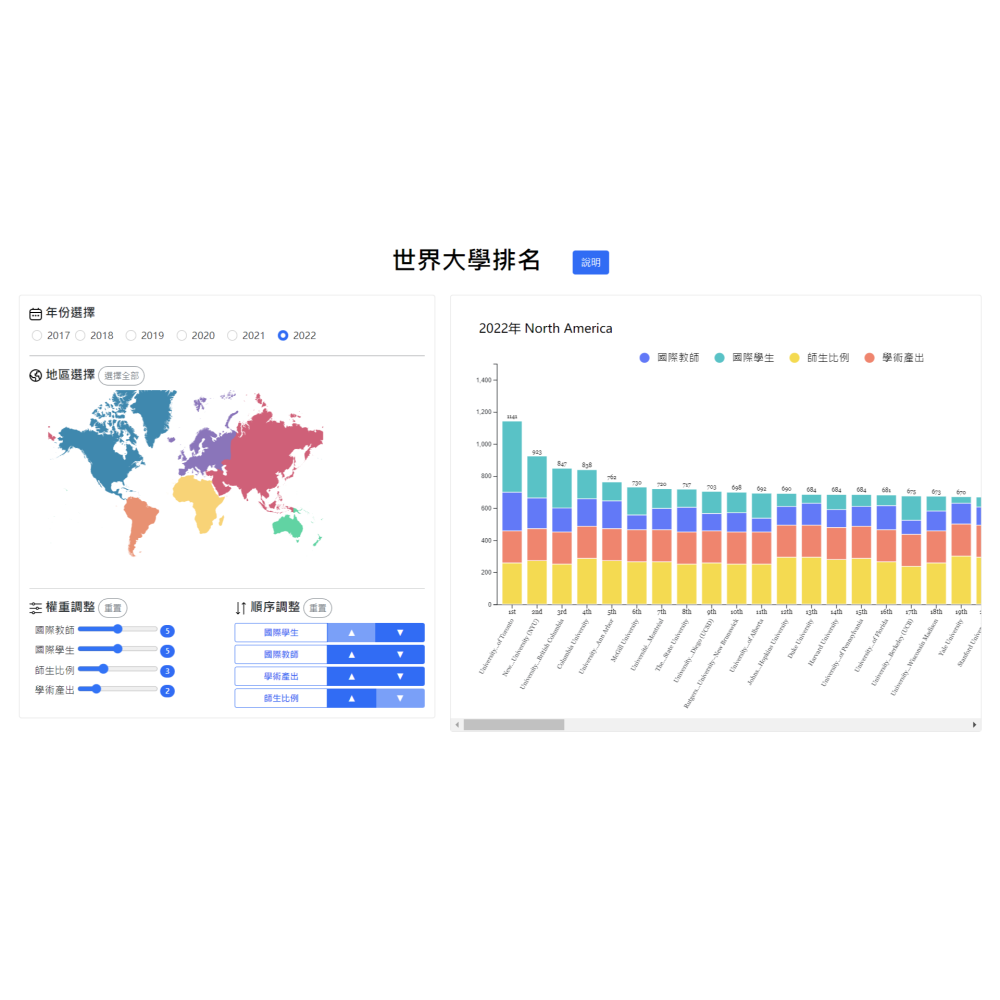 世界大學排名 說明
年份選擇
2017 2018 2019 2020 2021 2022
地區選擇 選擇全部
權重調整 重置
國際教師 5
國際學生 5
師生比例 3
學術產出 2
順序調整 重置
國際學生 ▲ ▼
國際教師 ▲ ▼
學術產出 ▲ ▼
師生比例 ▲ ▼
2022年 North America
國際教師 國際學生 師生比例 學術產出
1,400
1,200
1,000
800
600
400
200
0
1141 923 847 838 762 730 720 717 703 698 692 690 684 684 684 681 675 673 670
1st 2nd 3rd 4th 5th 6th 7th 8th 9th 10th 11th 12th 13th 14th 15th 16th 17th 18th 19th
University...of Toronto
New...University (NYU)
University...British Columbia
Columbia University
University...Ann Arbor
McGill University
Université...Montréal
The...State University
University...Diego (UCSD)
Rutgers...University–New Brunswick
University...of Alberta
Johns...Hopkins University
Duke University
Harvard University
University...of Pennsylvania
University...of Florida
University...Berkeley (UCB)
University...Wisconsin-Madison
Yale University
Stanford Univer